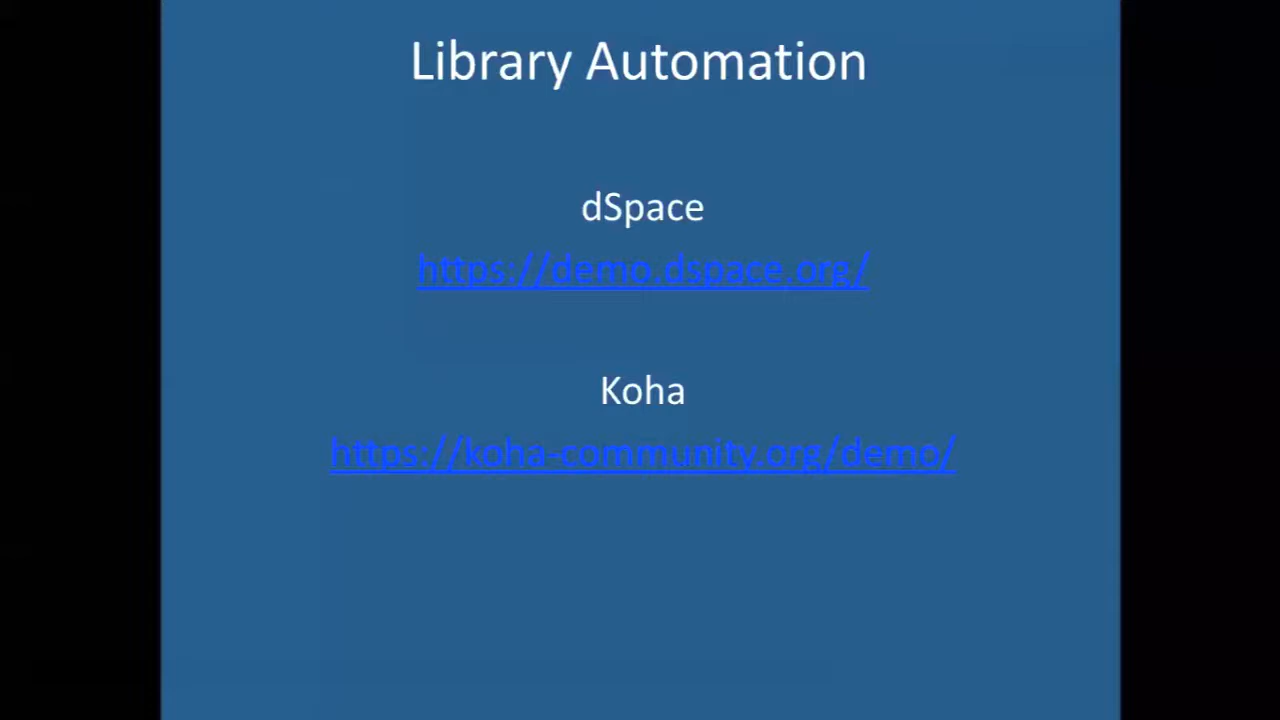 Library Automation
dSpace
https://demo.dspace.org/
Koha
https://koha-community.org/demo/